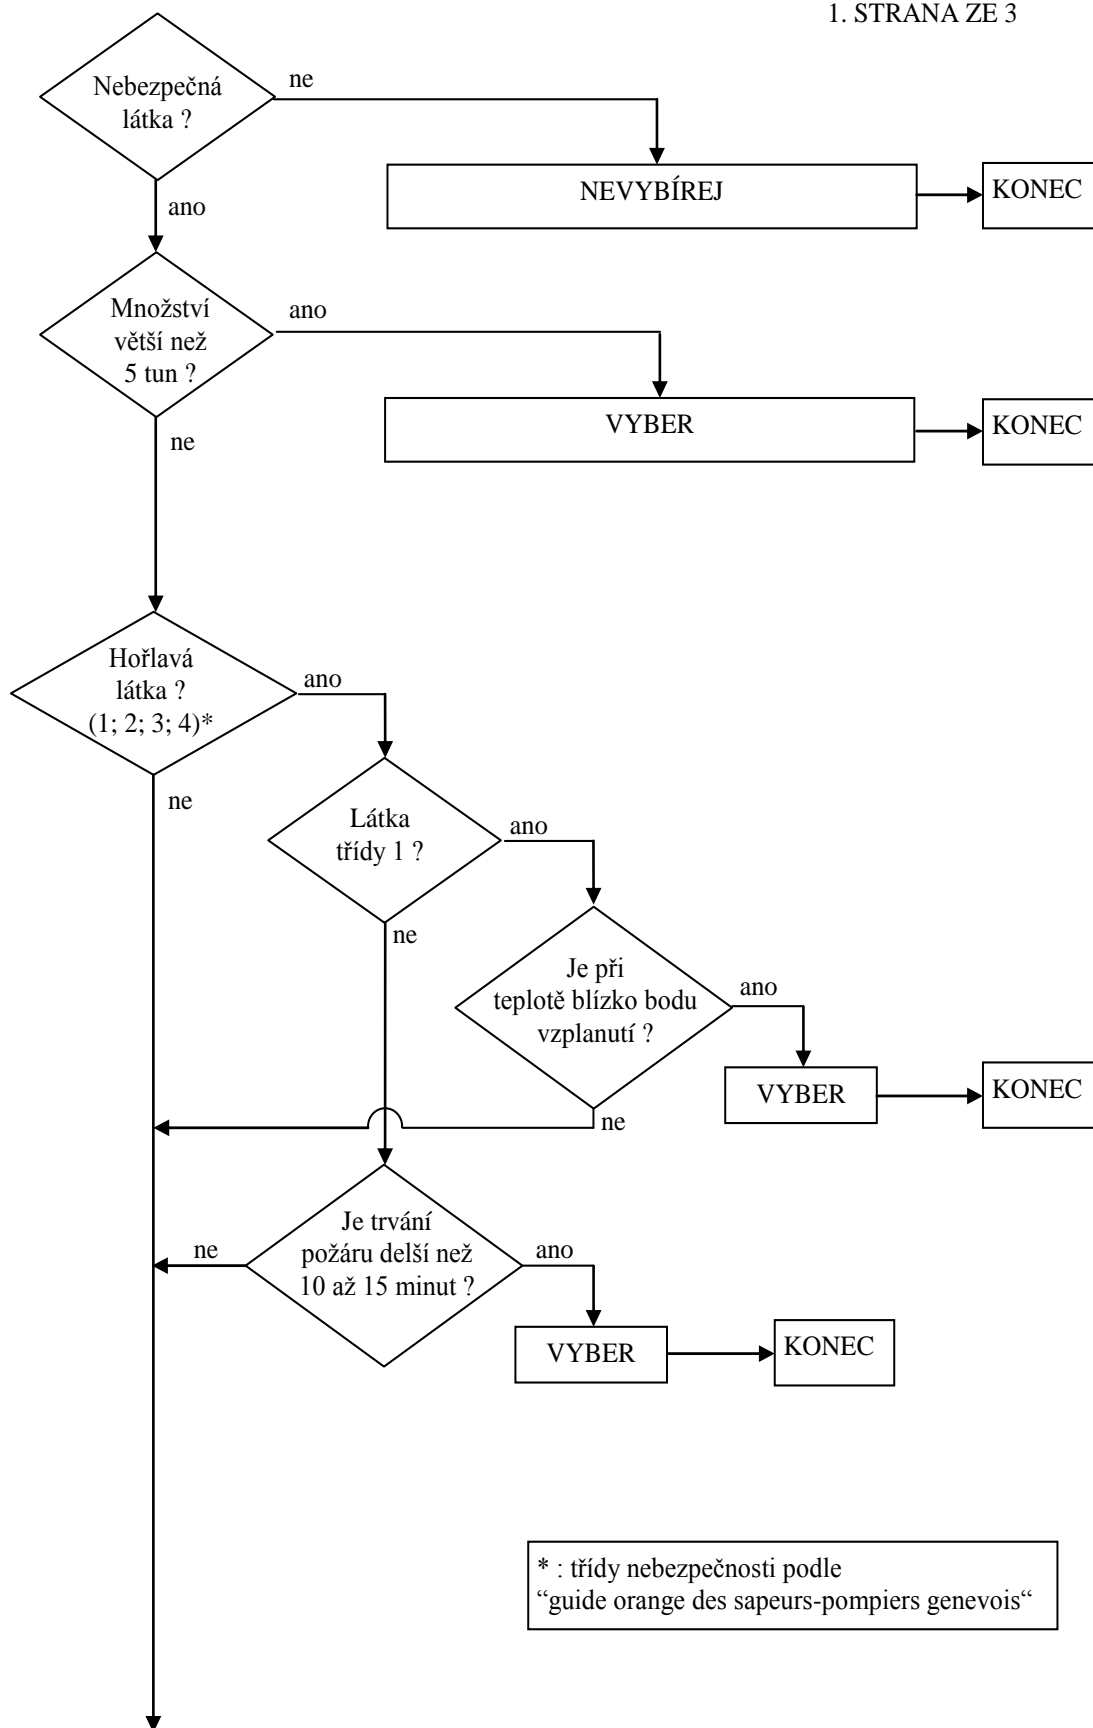 1. STRANA ZE 3
Nebezpečná
látka ?
ne
NEVYBÍREJ
KONEC
ano
Množství
větší než
5 tun ?
ano
VYBER
KONEC
ne
Hořlavá
látka ?
(1; 2; 3; 4)*
ano
ne
Látka
třídy 1 ?
ano
ne
Je při
teplotě blízko bodu
vzplanutí ?
ano
VYBER
KONEC
ne
Je trvání
požáru delší než
10 až 15 minut ?
ne
ano
VYBER
KONEC
* : třídy nebezpečnosti podle
“guide orange des sapeurs-pompiers genevois“